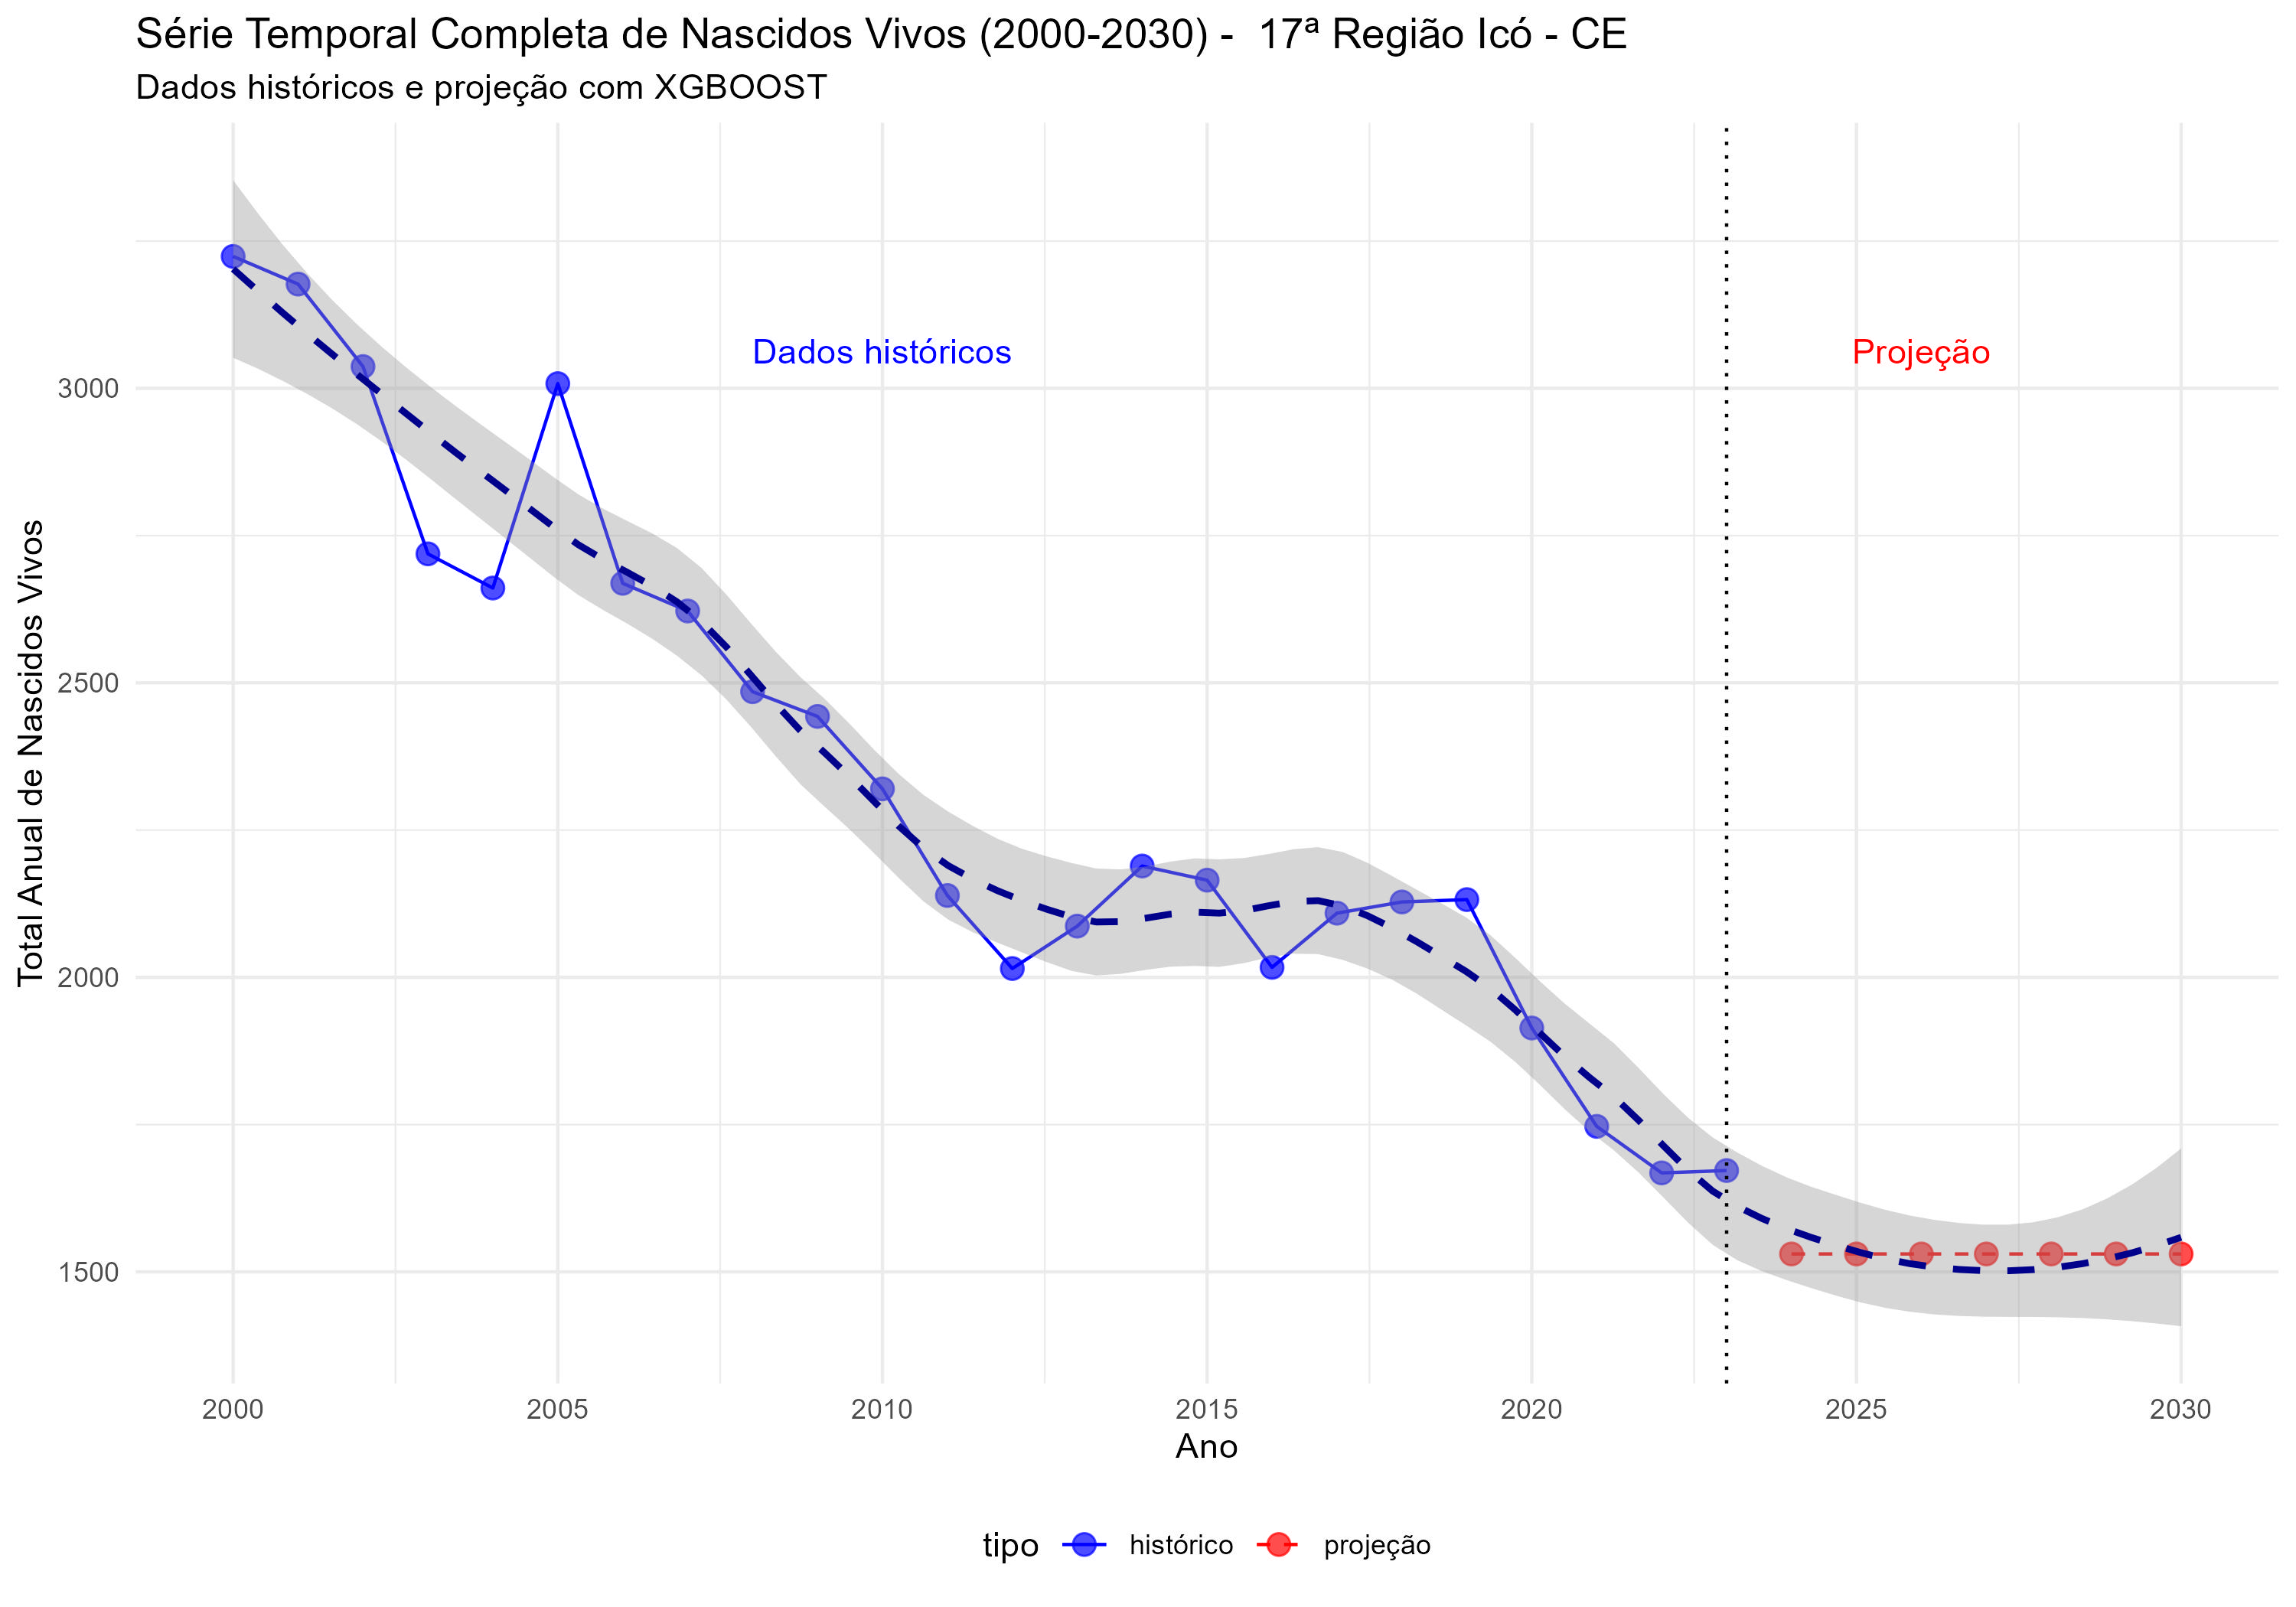 Série Temporal Completa de Nascidos Vivos (2000-2030) -  17ª Região Icó - CE
Dados históricos e projeção com XGBOOST
Total Anual de Nascidos Vivos
3000
2500
2000
1500
Dados históricos
Projeção
2000 2005 2010 2015 2020 2025 2030
Ano
tipo histórico projeção